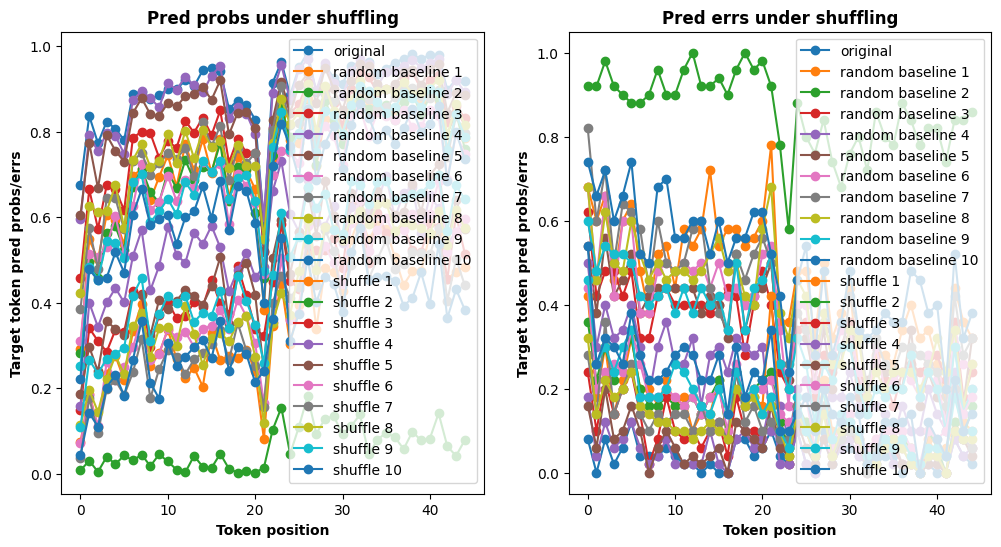 Pred probs under shuffling
Target token pred probs/errs
1.0
0.8
0.6
0.4
0.2
0.0
0
10
20
30
40
Token position
original
random baseline 1
random baseline 2
random baseline 3
random baseline 4
random baseline 5
random baseline 6
random baseline 7
random baseline 8
random baseline 9
random baseline 10
shuffle 1
shuffle 2
shuffle 3
shuffle 4
shuffle 5
shuffle 6
shuffle 7
shuffle 8
shuffle 9
shuffle 10
Pred errs under shuffling
Target token pred probs/errs
1.0
0.8
0.6
0.4
0.2
0.0
0
10
20
30
40
Token position
original
random baseline 1
random baseline 2
random baseline 3
random baseline 4
random baseline 5
random baseline 6
random baseline 7
random baseline 8
random baseline 9
random baseline 10
shuffle 1
shuffle 2
shuffle 3
shuffle 4
shuffle 5
shuffle 6
shuffle 7
shuffle 8
shuffle 9
shuffle 10